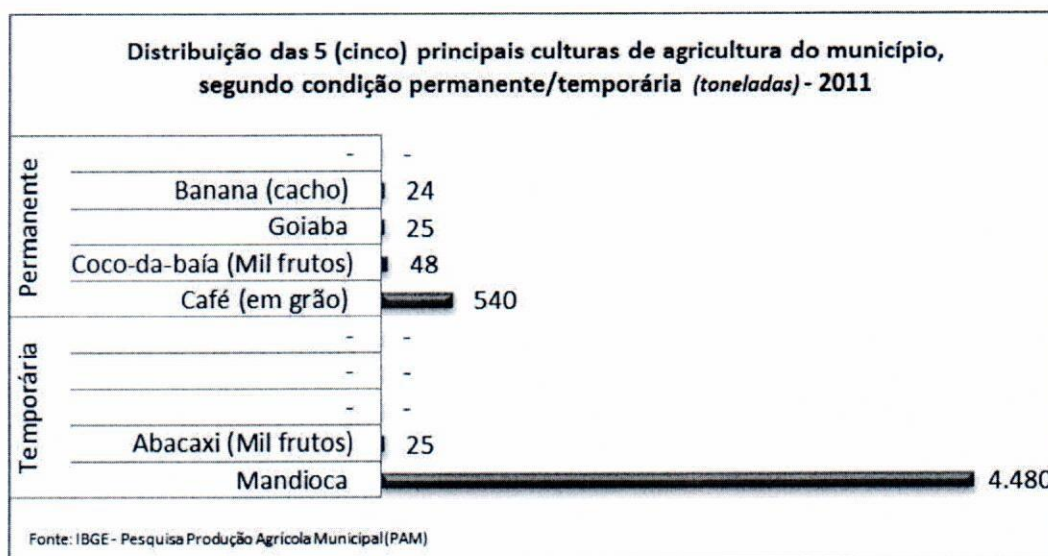 Distribuição das 5 (cinco) principais culturas de agricultura do município,
segundo condição permanente/temporária (toneladas) - 2011
Permanente
- -
Banana (cacho) 24
Goiaba 25
Coco-da-baía (Mil frutos) 48
Café (em grão) 540
Temporária
- -
- -
- -
Abacaxi (Mil frutos) 25
Mandioca 4.480
Fonte: IBGE - Pesquisa Produção Agrícola Municipal(PAM)